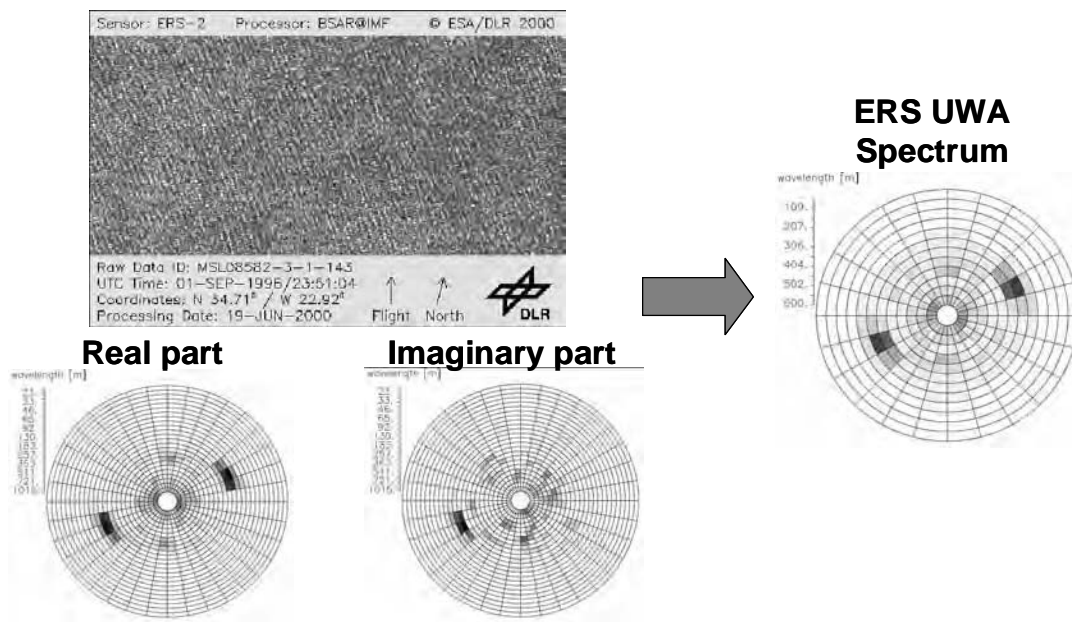 Sensor: ERS-2 Processor: BSAR@IMF © ESA/DLR 2000
Raw Data ID: MSL08582-3-1-143
UTC Time: 01-SEP-1996/23:51:04
Coordinates: N 34.71° / W 22.92°
Processing Date: 19-JUN-2000 Flight North DLR
ERS UWA
Spectrum
wavelength [m]
109.
207.
306.
404.
502.
600.
Real part Imaginary part
wavelength [m] wavelength [m]